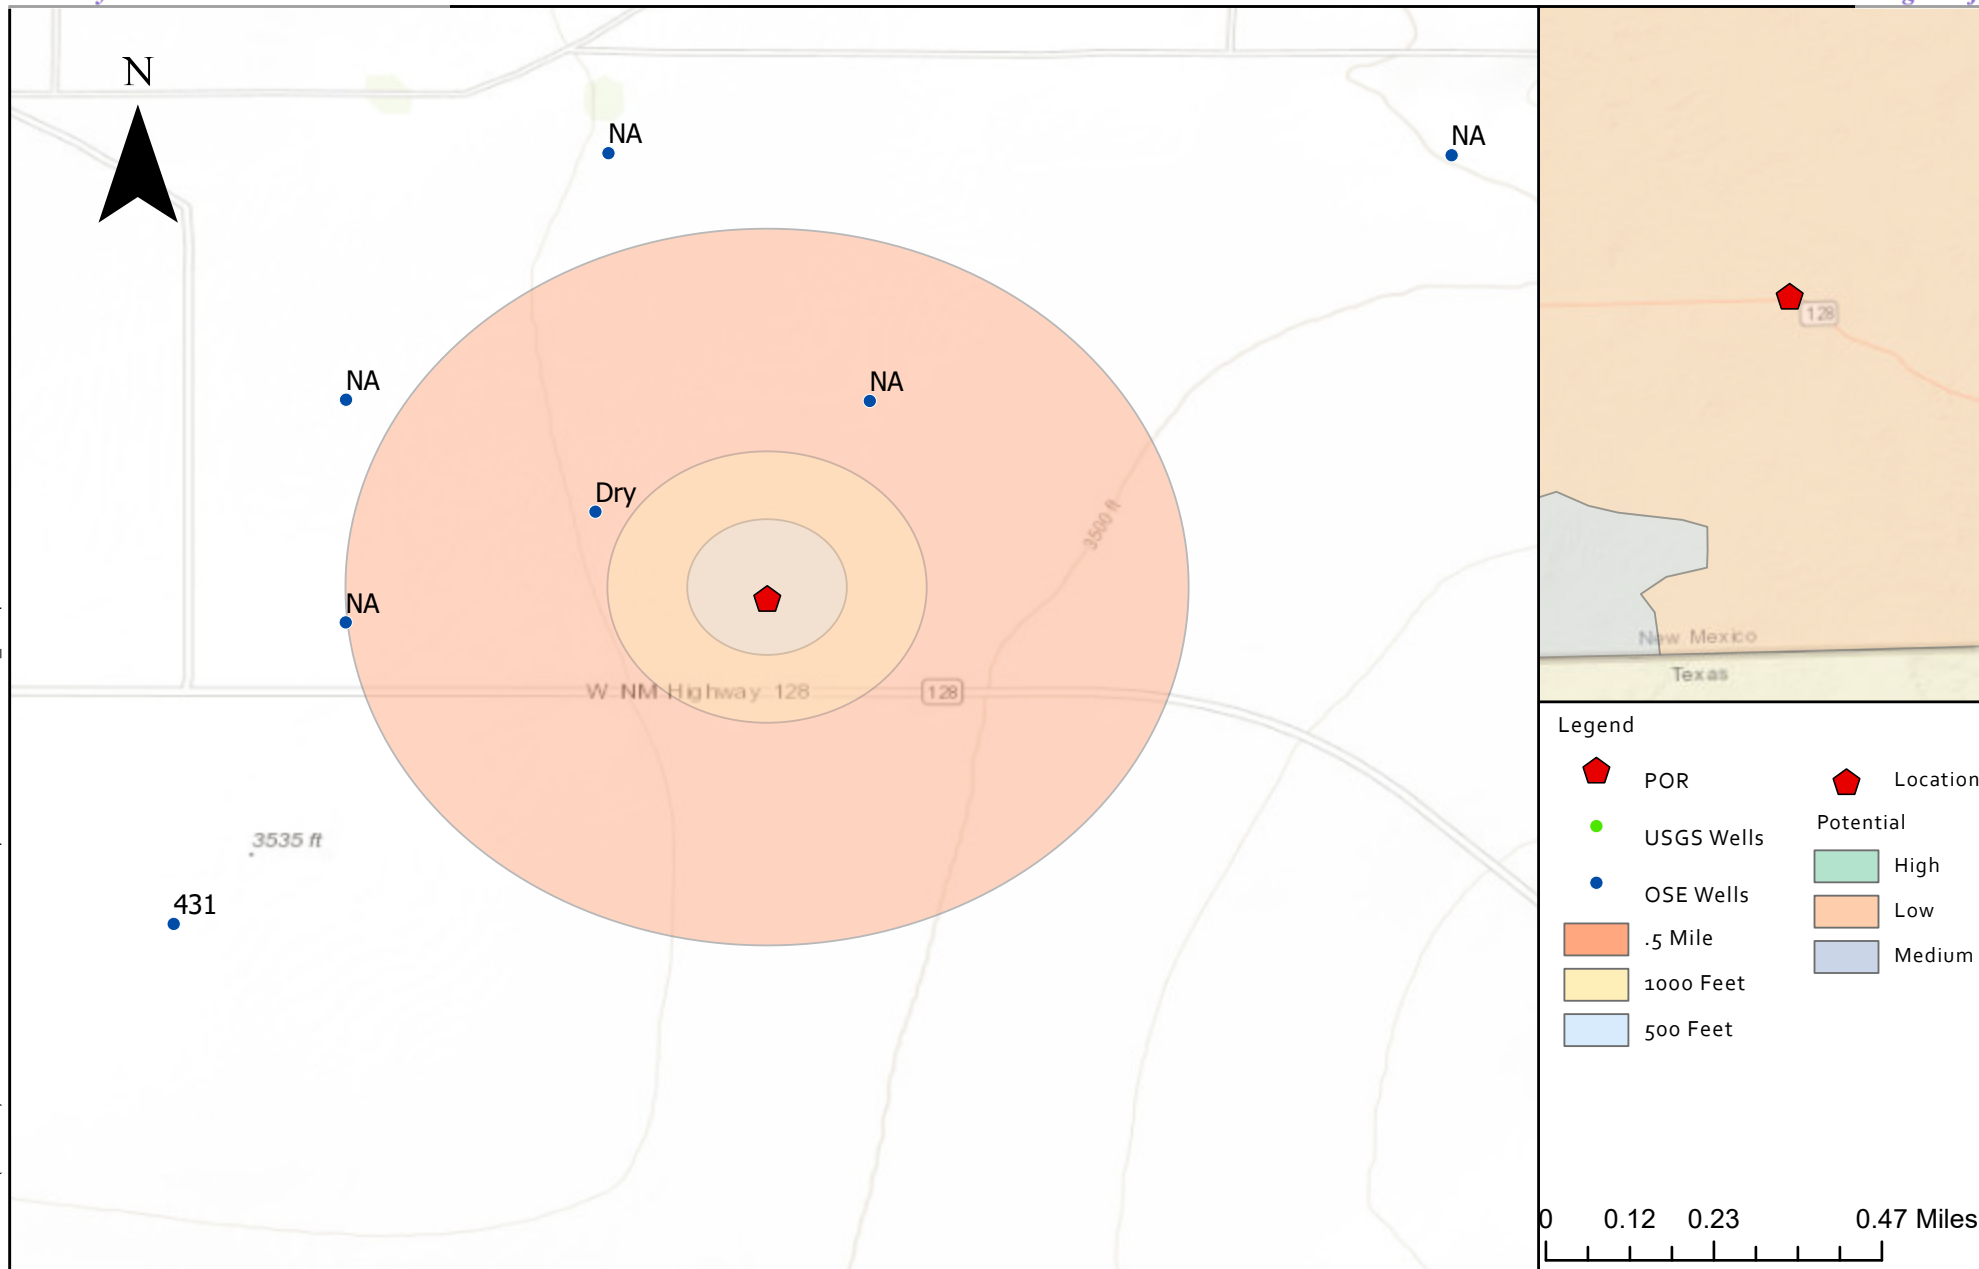 N
NA
NA
NA
NA
Dry
NA
3500 ft
W NM Highway 128
128
3535 ft
431
128
New Mexico
Texas
Legend
POR
USGS Wells
OSE Wells
.5 Mile
1000 Feet
500 Feet
Location
Potential
High
Low
Medium
0 0.12 0.23 0.47 Miles